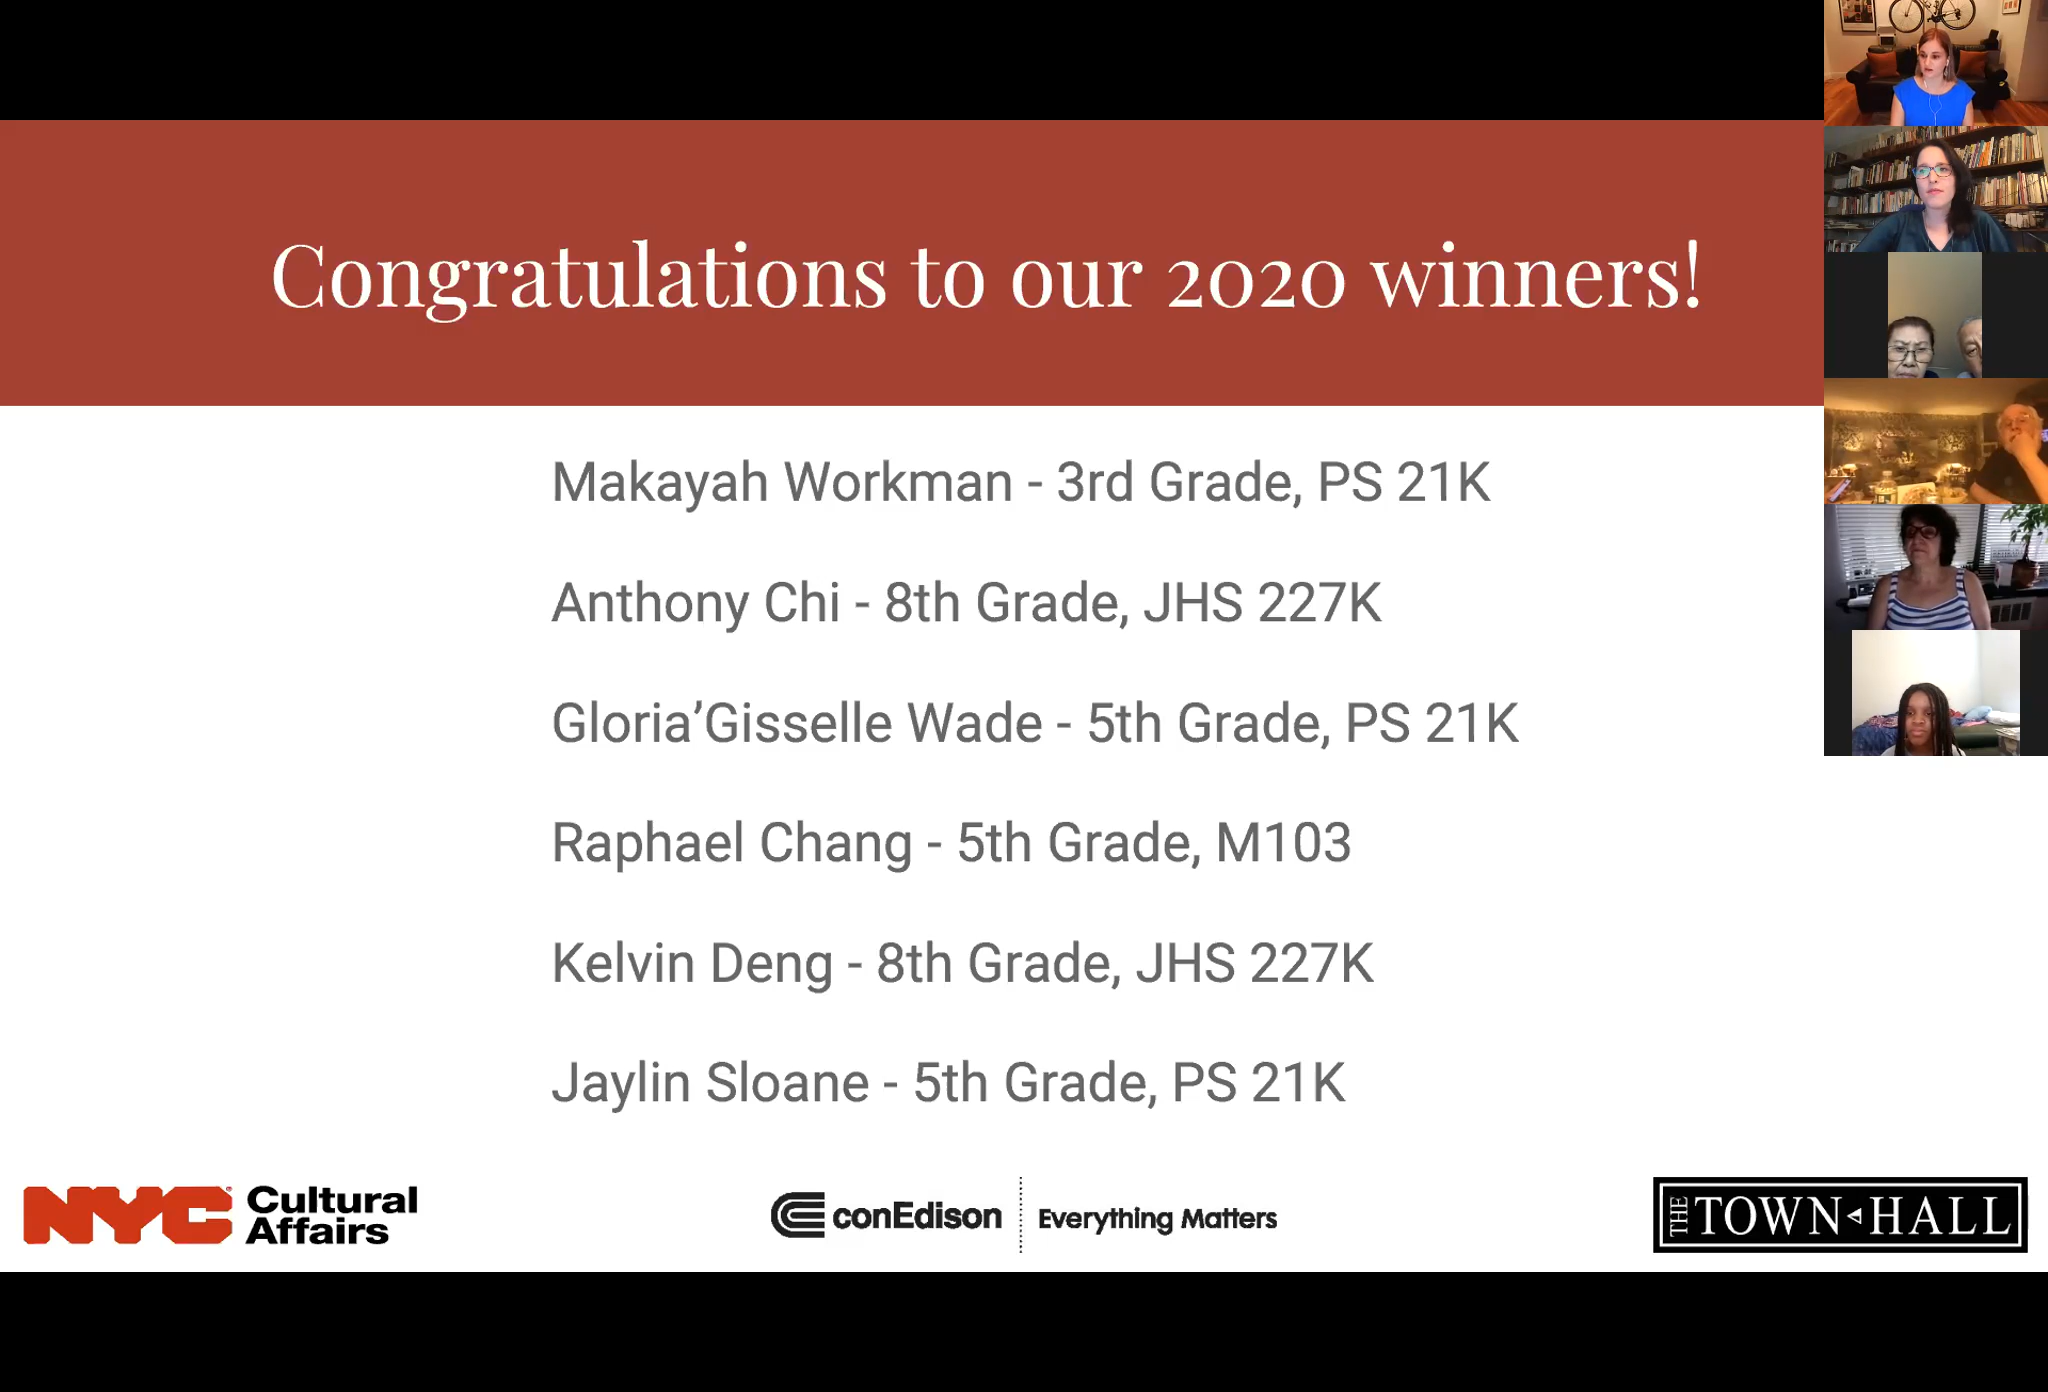 Congratulations to our 2020 winners!
Makayah Workman - 3rd Grade, PS 21K
Anthony Chi - 8th Grade, JHS 227K
Gloria’Gisselle Wade - 5th Grade, PS 21K
Raphael Chang - 5th Grade, M103
Kelvin Deng - 8th Grade, JHS 227K
Jaylin Sloane - 5th Grade, PS 21K
NYC® Cultural
Affairs
conEdison
Everything Matters
THE TOWN HALL